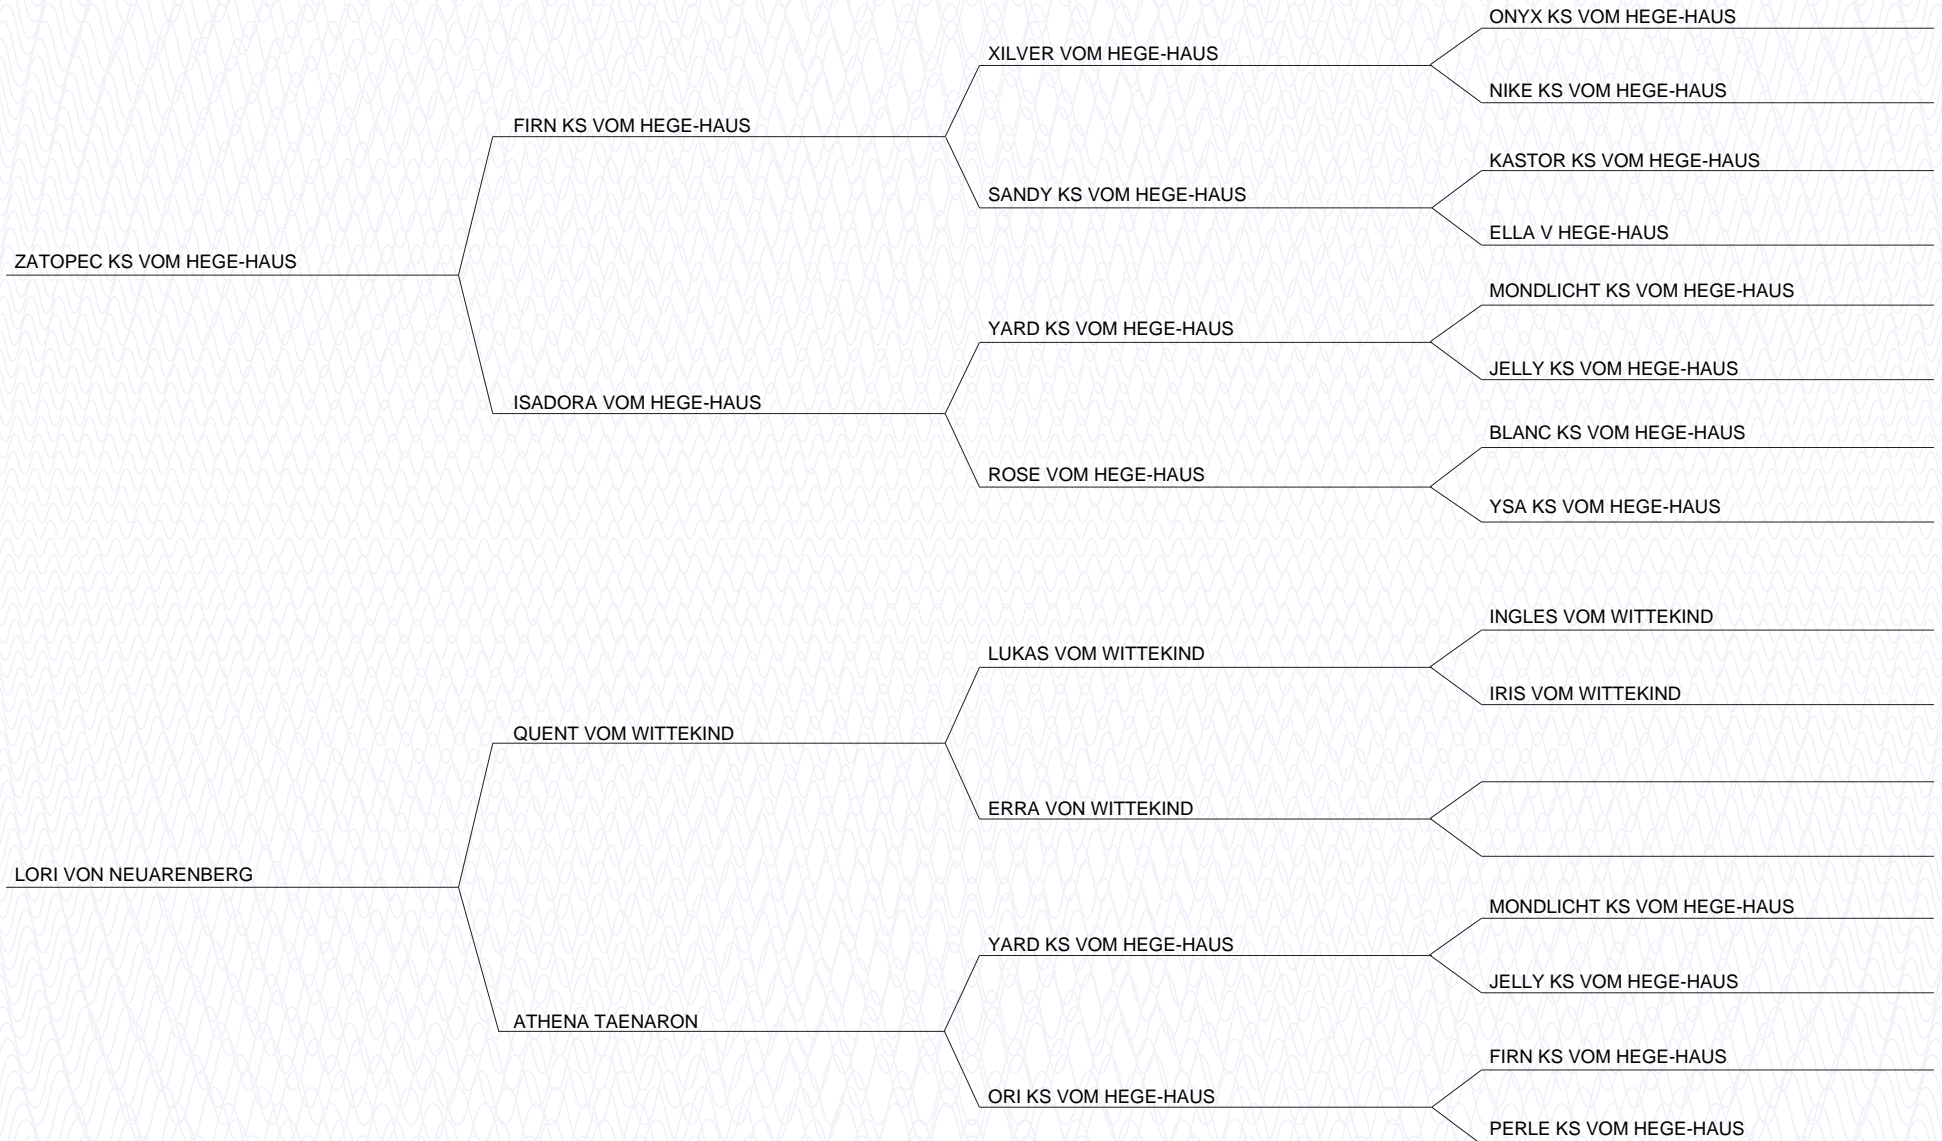 ONYX KS VOM HEGE-HAUS
XILVER VOM HEGE-HAUS
NIKE KS VOM HEGE-HAUS
FIRN KS VOM HEGE-HAUS
KASTOR KS VOM HEGE-HAUS
SANDY KS VOM HEGE-HAUS
ELLA V HEGE-HAUS
ZATOPEC KS VOM HEGE-HAUS
MONDLICHT KS VOM HEGE-HAUS
YARD KS VOM HEGE-HAUS
JELLY KS VOM HEGE-HAUS
ISADORA VOM HEGE-HAUS
BLANC KS VOM HEGE-HAUS
ROSE VOM HEGE-HAUS
YSA KS VOM HEGE-HAUS
INGLES VOM WITTEKIND
LUKAS VOM WITTEKIND
IRIS VOM WITTEKIND
QUENT VOM WITTEKIND
ERRA VON WITTEKIND
LORI VON NEUARENBERG
MONDLICHT KS VOM HEGE-HAUS
YARD KS VOM HEGE-HAUS
JELLY KS VOM HEGE-HAUS
ATHENA TAENARON
FIRN KS VOM HEGE-HAUS
ORI KS VOM HEGE-HAUS
PERLE KS VOM HEGE-HAUS